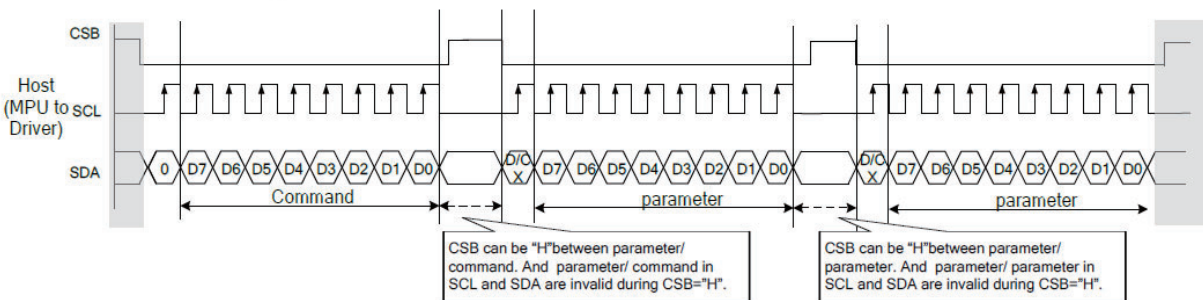 CSB
Host
(MPU to
Driver)
SCL
SDA
0 D7 D6 D5 D4 D3 D2 D1 D0 D/C X D7 D6 D5 D4 D3 D2 D1 D0 D/C X D7 D6 D5 D4 D3 D2 D1 D0
Command parameter parameter
CSB can be “H”between parameter/
command. And parameter/ command in
SCL and SDA are invalid during CSB=”H”.
CSB can be “H”between parameter/
parameter. And parameter/ parameter in
SCL and SDA are invalid during CSB=”H”.